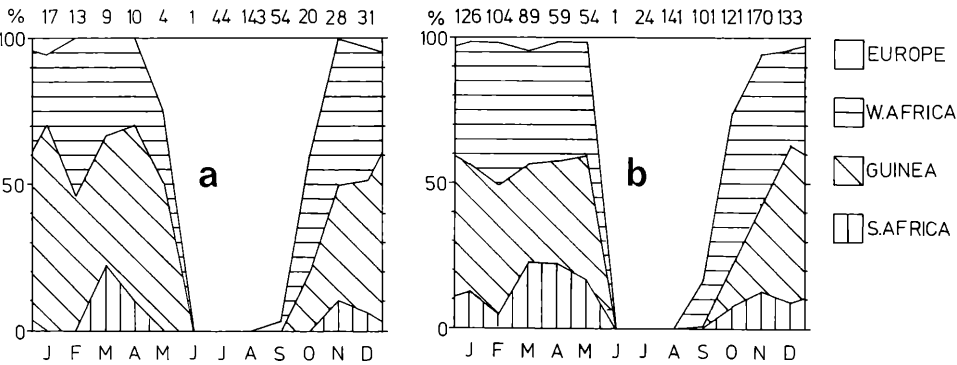 % 17 13 9 10 4 1 44 143 54 20 28 31
100
50
0
a
J F M A M J J A S O N D
% 126 104 89 59 54 1 24 141 101 121 170 133
100
50
0
b
J F M A M J J A S O N D
EUROPE
W.AFRICA
GUINEA
S.AFRICA